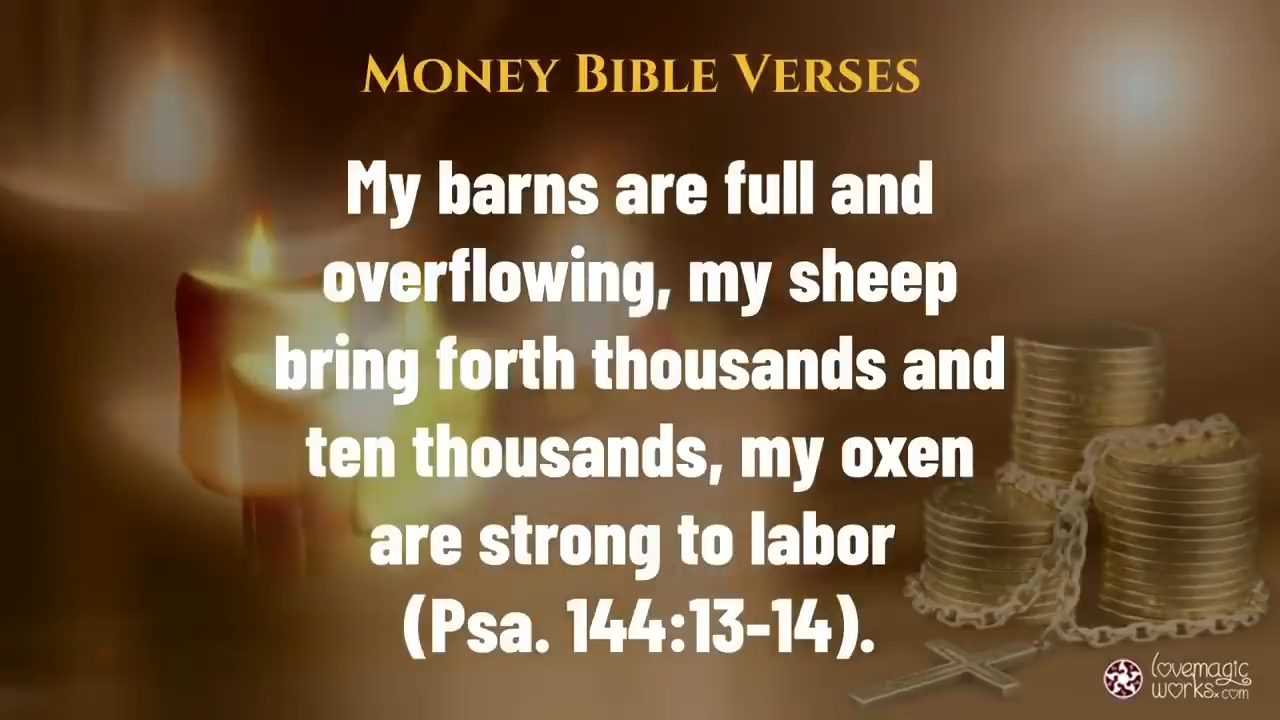 Money Bible Verses
My barns are full and
overflowing, my sheep
bring forth thousands and
ten thousands, my oxen
are strong to labor
(Psa. 144:13-14).
lovemagic
works.com